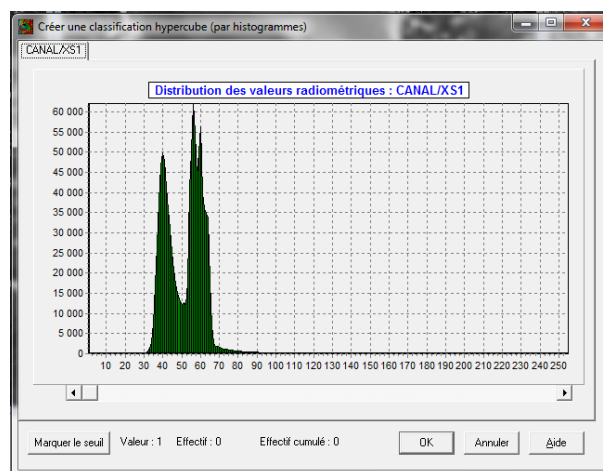 Créer une classification hypercube (par histogrammes)
CANAL/XS1
Distribution des valeurs radiométriques : CANAL/XS1
60 000
55 000
50 000
45 000
40 000
35 000
30 000
25 000
20 000
15 000
10 000
5 000
0
10 20 30 40 50 60 70 80 90 100 110 120 130 140 150 160 170 180 190 200 210 220 230 240 250
Marquer le seuil Valeur : 1 Effectif : 0 Effectif cumulé : 0 OK Annuler Aide